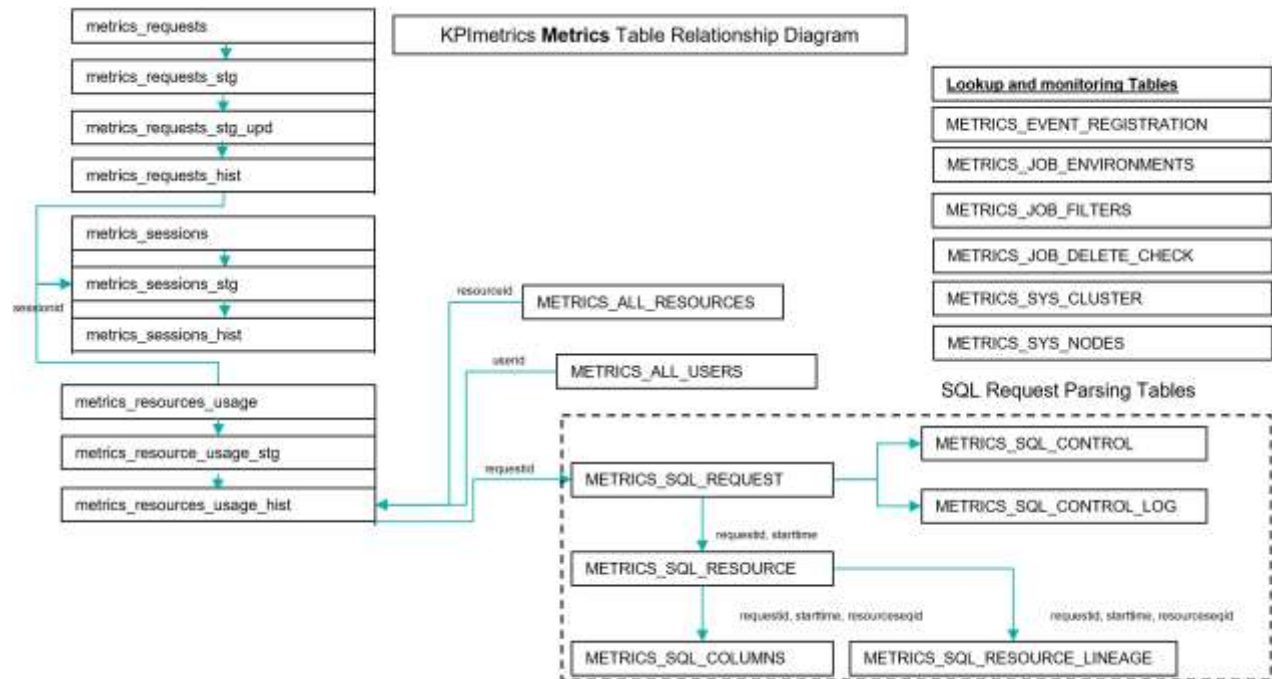 metrics_requests
KPImetrics Metrics Table Relationship Diagram
metrics_requests_stg
metrics_requests_stg_upd
metrics_requests_hist
metrics_sessions
metrics_sessions_stg
sessionid
metrics_sessions_hist
metrics_resources_usage
metrics_resource_usage_stg
metrics_resources_usage_hist
resourceid
METRICS_ALL_RESOURCES
userid
METRICS_ALL_USERS
Lookup and monitoring Tables
METRICS_EVENT_REGISTRATION
METRICS_JOB_ENVIRONMENTS
METRICS_JOB_FILTERS
METRICS_JOB_DELETE_CHECK
METRICS_SYS_CLUSTER
METRICS_SYS_NODES
SQL Request Parsing Tables
requestid
METRICS_SQL_REQUEST
METRICS_SQL_CONTROL
METRICS_SQL_CONTROL_LOG
requestid, starttime
METRICS_SQL_RESOURCE
requestid, starttime, resourceseqid
requestid, starttime, resourceseqid
METRICS_SQL_COLUMNS
METRICS_SQL_RESOURCE_LINEAGE